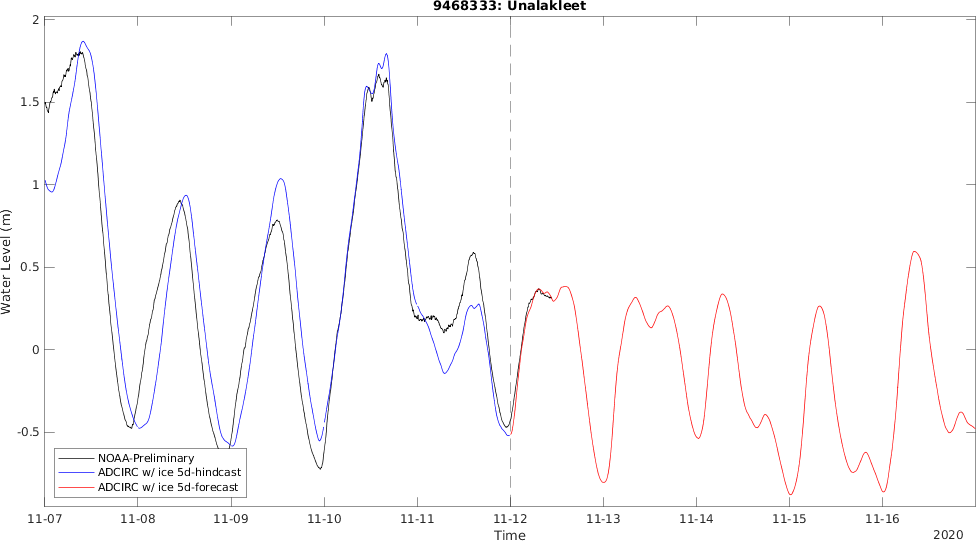 9468333: Unalakleet
2
1.5
1
0.5
0
-0.5
Water Level (m)
NOAA-Preliminary
ADCIRC w/ ice 5d-hindcast
ADCIRC w/ ice 5d-forecast
11-07 11-08 11-09 11-10 11-11 11-12 11-13 11-14 11-15 11-16
Time
2020